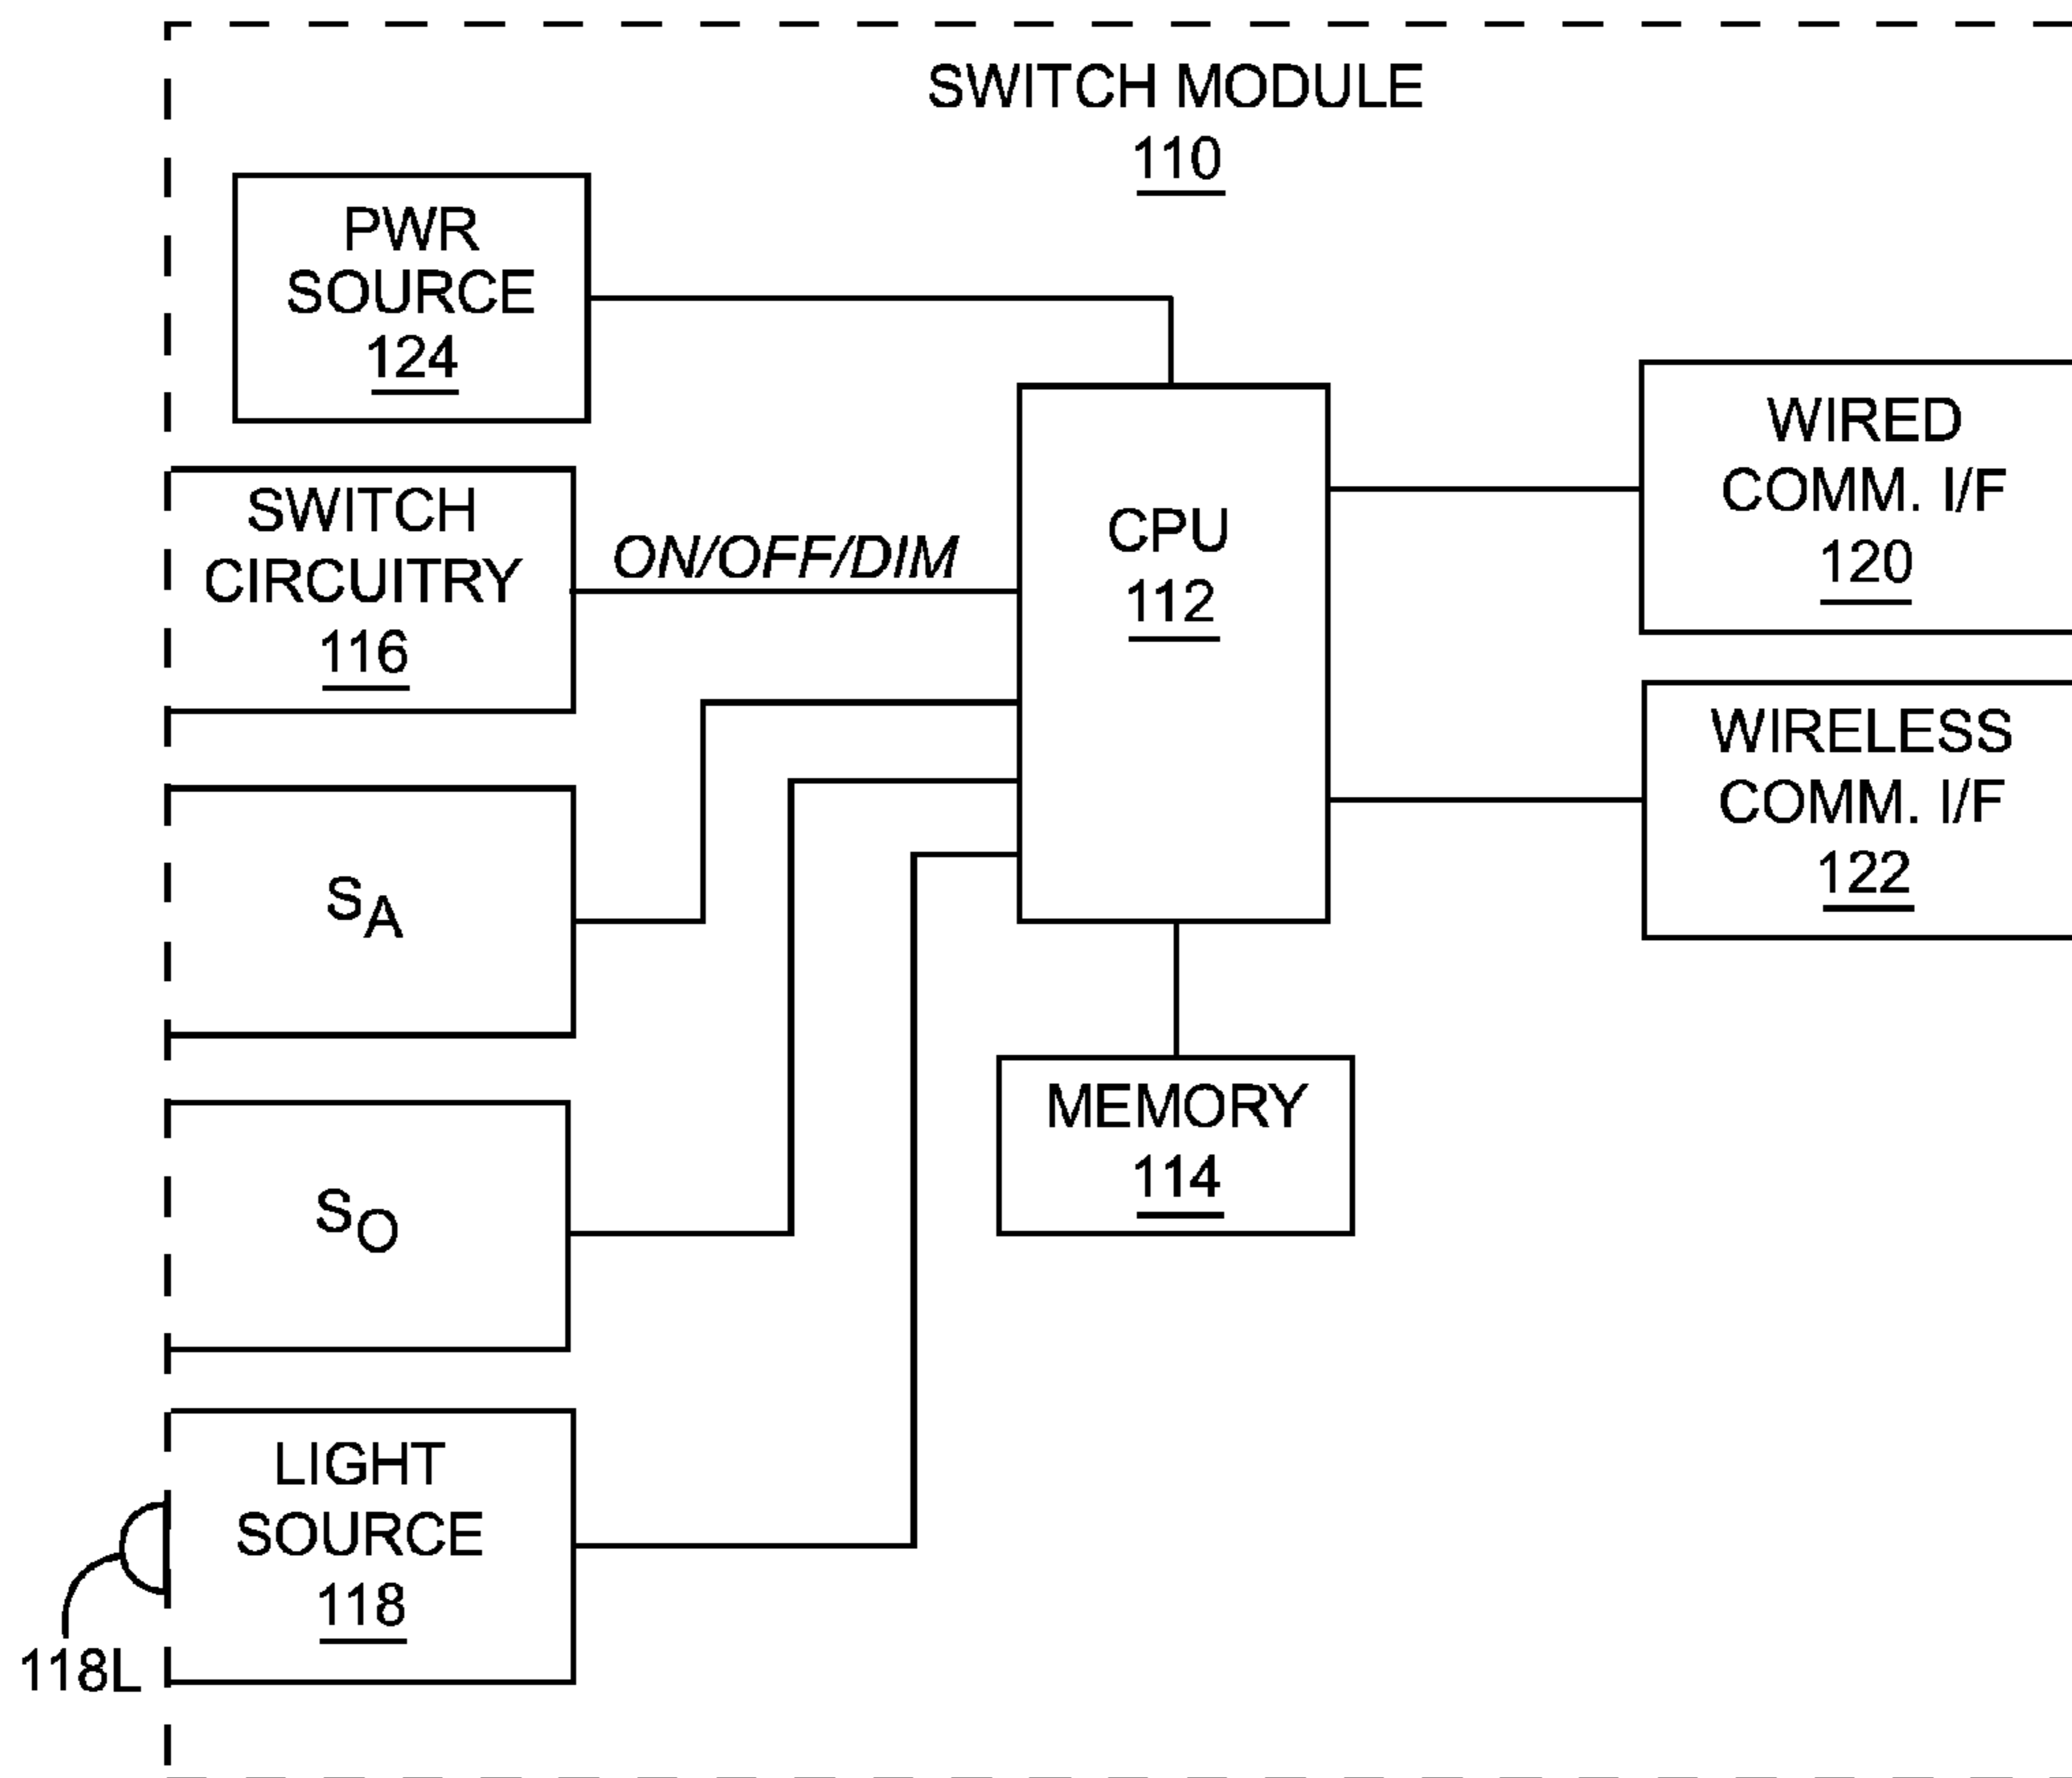 SWITCH MODULE
110
PWR
SOURCE
124
SWITCH
CIRCUITRY
116
ON/OFF/DIM
CPU
112
WIRED
COMM. I/F
120
WIRELESS
COMM. I/F
122
SA
MEMORY
114
SO
LIGHT
SOURCE
118
118L